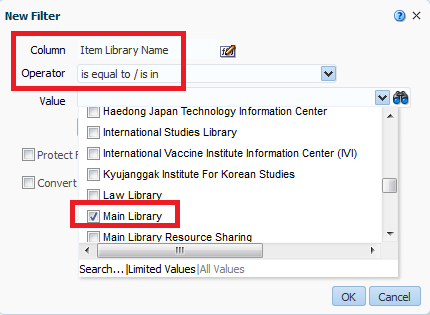 New Filter
Column Item Library Name
Operator is equal to / is in
Value
Haedong Japan Technology Information Center
International Studies Library
International Vaccine Institute Information Center (IVI)
Kyujanggak Institute For Korean Studies
Law Library
Main Library
Main Library Resource Sharing
Protect
Convert
Search...|Limited Values|All Values
OK Cancel